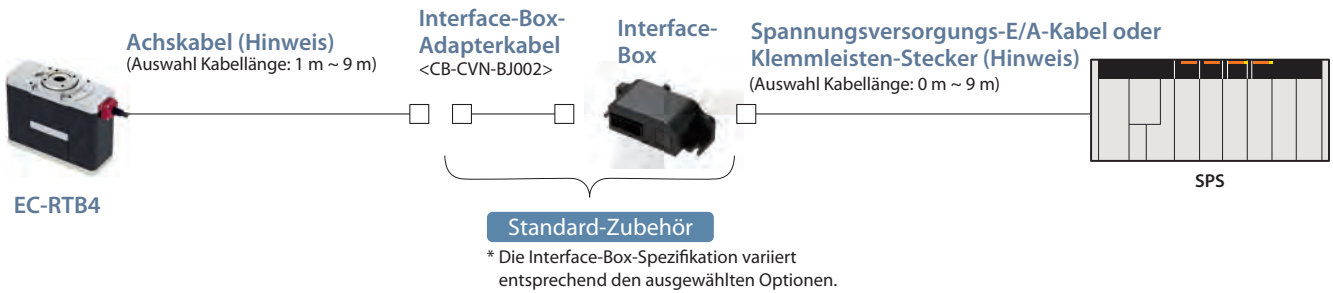 Achskabel (Hinweis)
(Auswahl Kabellänge: 1 m ~ 9 m)
Interface-Box-
Adapterkabel
<CB-CVN-BJ002>
Interface-
Box
Spannungsversorgungs-E/A-Kabel oder
Klemmleisten-Stecker (Hinweis)
(Auswahl Kabellänge: 0 m ~ 9 m)
EC-RTB4
SPS
Standard-Zubehör
* Die Interface-Box-Spezifikation variiert
entsprechend den ausgewählten Optionen.